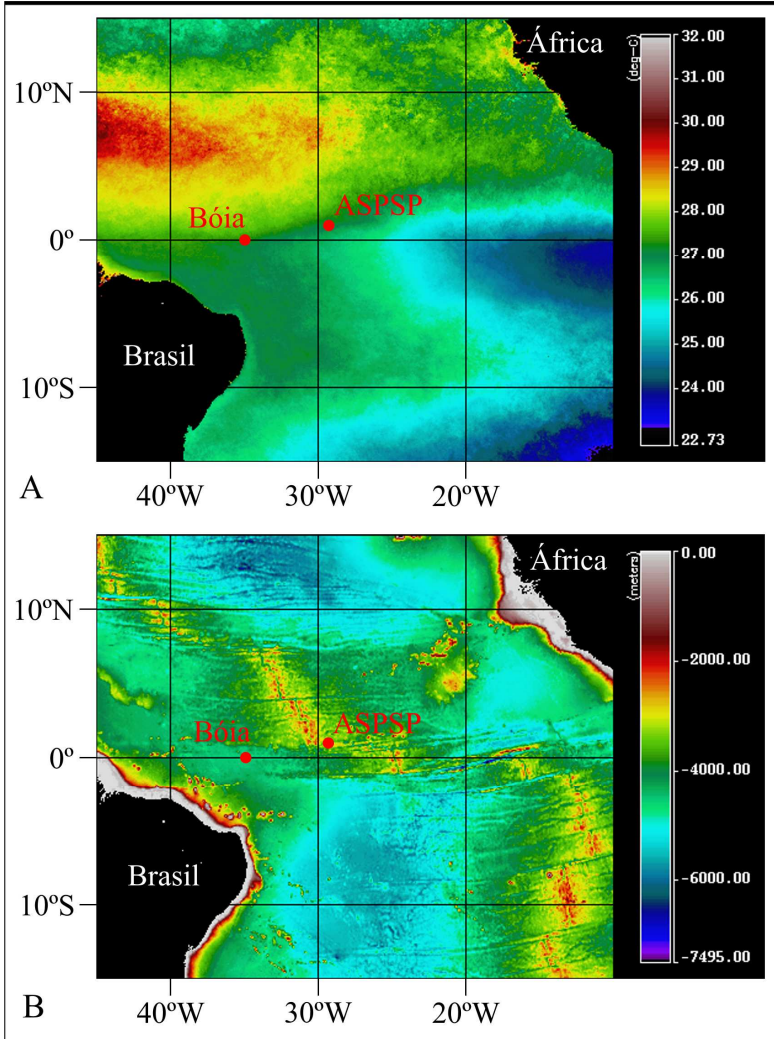 África
(deg-C)
32.00
31.00
30.00
29.00
28.00
27.00
26.00
25.00
24.00
22.73
10ºN
0º
10ºS
Bóia
ASPSP
Brasil
A
40ºW
30ºW
20ºW
África
(meters)
0.00
-2000.00
-4000.00
-6000.00
-7495.00
10ºN
0º
10ºS
Bóia
ASPSP
Brasil
B
40ºW
30ºW
20ºW